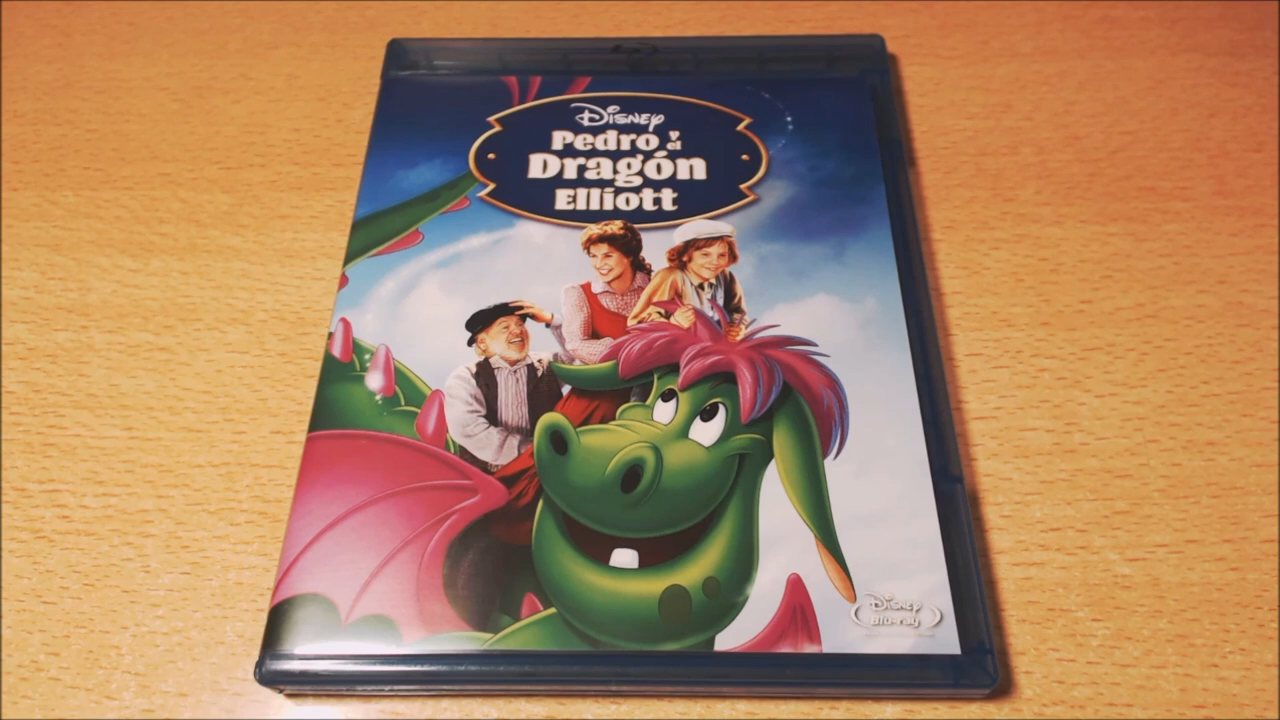 Disney
Pedro y el
Dragón
Elliott
Disney
Blu-ray